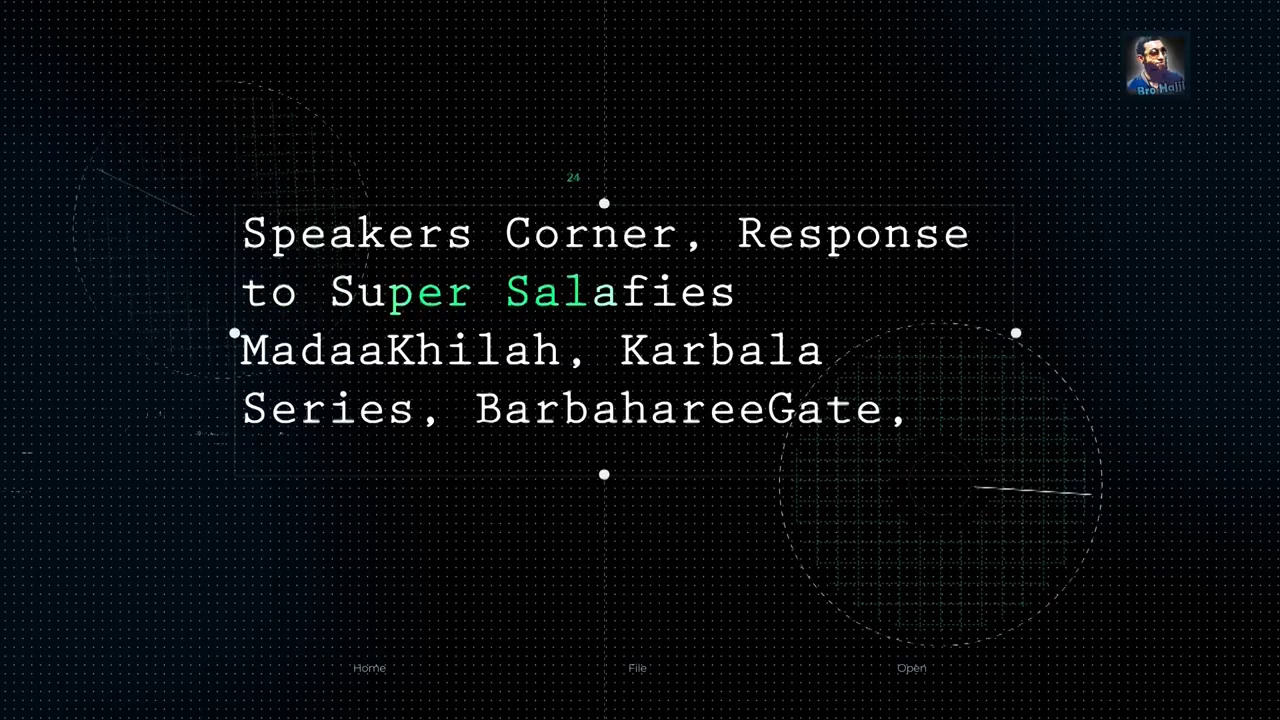 Bro Hajji
24
Speakers Corner, Response
to Super Salafies
MadaaKhilah, Karbala
Series, BarbahareeGate,
Home File Open